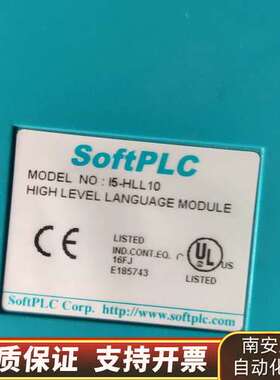 SoftPLC
MODEL NO : I5-HLL10
HIGH LEVEL LANGUAGE MODULE
CE
LISTED
IND.CONT.EQ.
16FJ
E185743
C UL US
LISTED
SoftPLC Corp. http://www.softplc.com
质保证 支持开票
南安
自动化